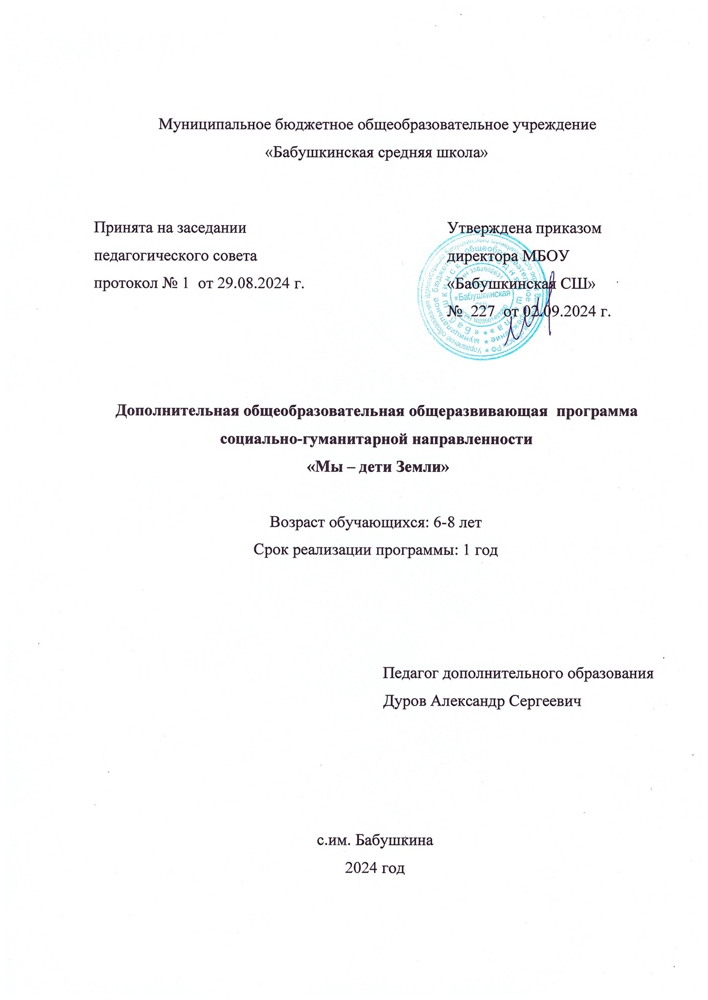 Муниципальное бюджетное общеобразовательное учреждение
«Бабушкинская средняя школа»
Принята на заседании
педагогического совета
протокол № 1 от 29.08.2024 г.
Утверждена приказом
директора МБОУ
«Бабушкинская СШ»
№ 227 от 02.09.2024 г.
«Бабушкинская
Дополнительная общеобразовательная общеразвивающая программа
социально-гуманитарной направленности
«Мы – дети Земли»
Возраст обучающихся: 6-8 лет
Срок реализации программы: 1 год
Педагог дополнительного образования
Дуров Александр Сергеевич
с.им. Бабушкина
2024 год